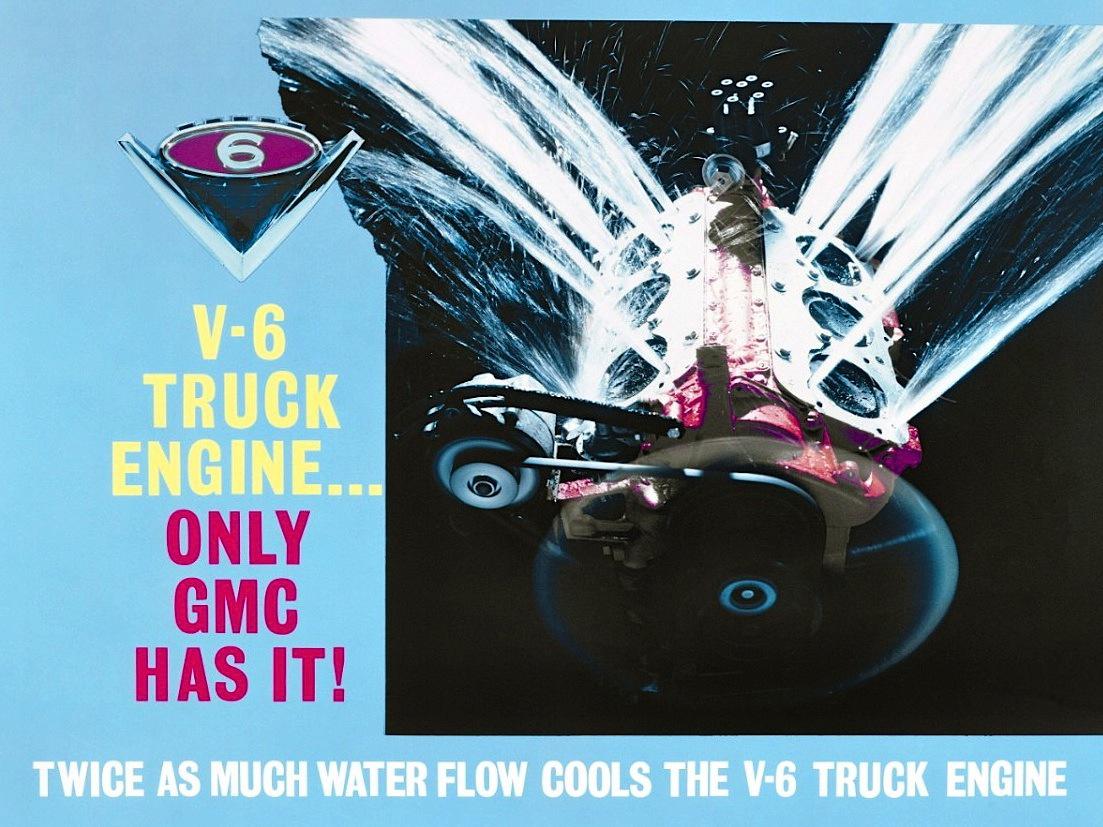 6
V-6
TRUCK
ENGINE...
ONLY
GMC
HAS IT!
TWICE AS MUCH WATER FLOW COOLS THE V-6 TRUCK ENGINE